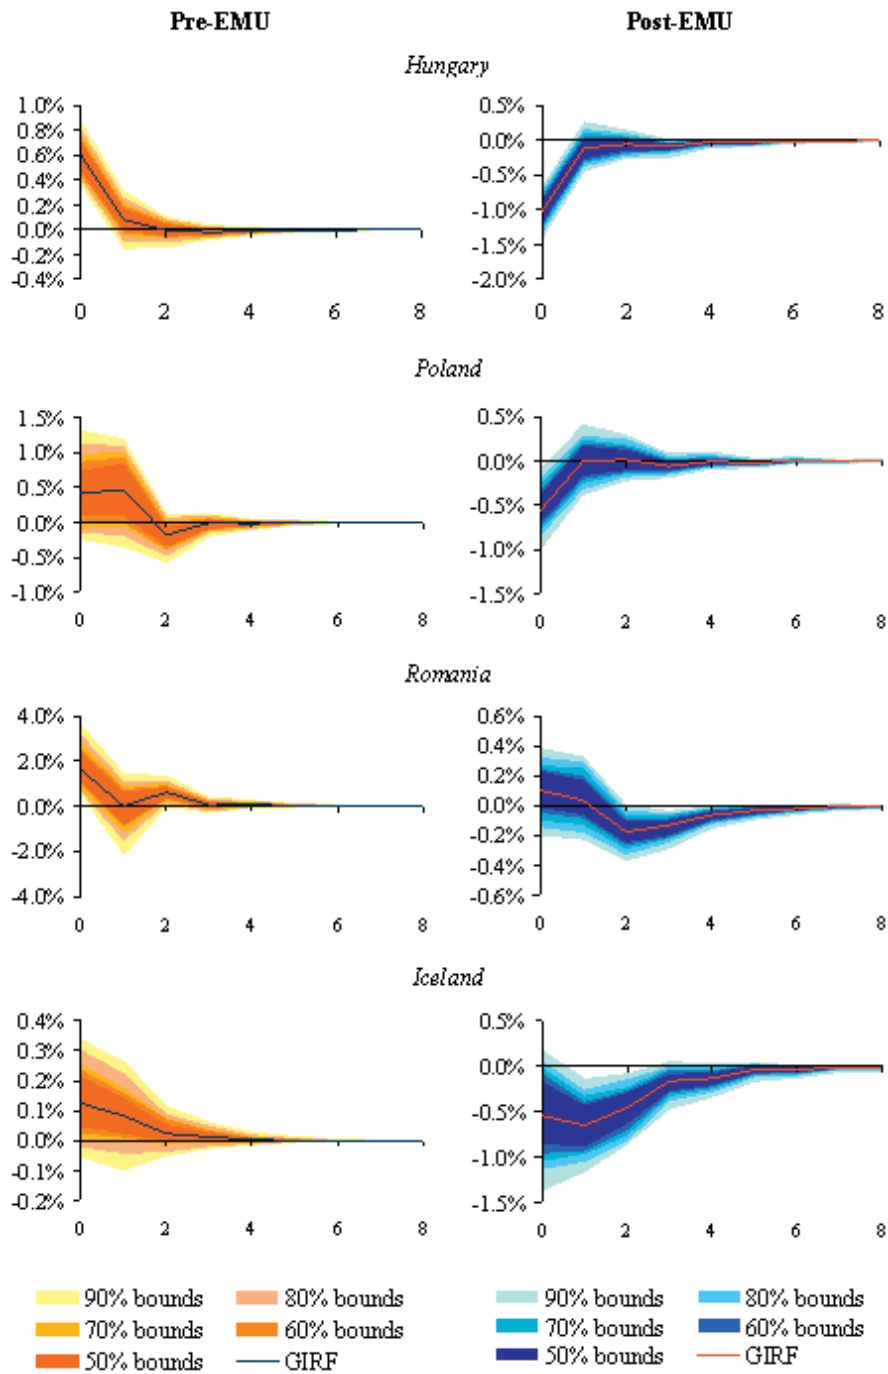 Pre-EMU Post-EMU
Hungary
1.0% 0.5%
0.8% 0.0%
0.6% -0.5%
0.4% -1.0%
0.2% -1.5%
0.0% -2.0%
-0.2%
-0.4%
0 2 4 6 8 0 2 4 6 8
Poland
1.5% 0.5%
1.0% 0.0%
0.5% -0.5%
0.0% -1.0%
-0.5% -1.5%
-1.0%
0 2 4 6 8 0 2 4 6 8
Romania
4.0% 0.6%
2.0% 0.4%
0.0% 0.2%
-2.0% 0.0%
-4.0% -0.2%
-0.4%
-0.6%
0 2 4 6 8 0 2 4 6 8
Iceland
0.4% 0.5%
0.3% 0.0%
0.2% -0.5%
0.1% -1.0%
0.0% -1.5%
-0.1%
-0.2%
0 2 4 6 8 0 2 4 6 8
90% bounds 80% bounds 90% bounds 80% bounds
70% bounds 60% bounds 70% bounds 60% bounds
50% bounds GIRF 50% bounds GIRF